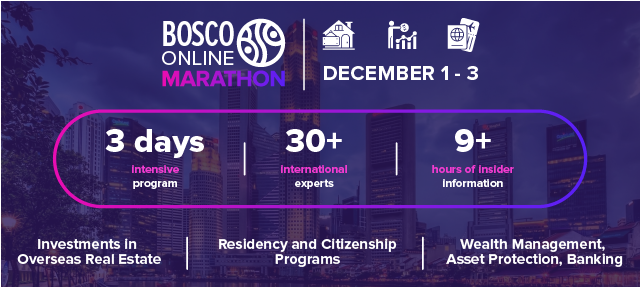 BOSCO
ONLINE
MARATHON
DECEMBER 1 - 3
3 days
intensive
program
30+
international
experts
9+
hours of insider
information
Investments in
Overseas Real Estate
Residency and Citizenship
Programs
Wealth Management,
Asset Protection, Banking